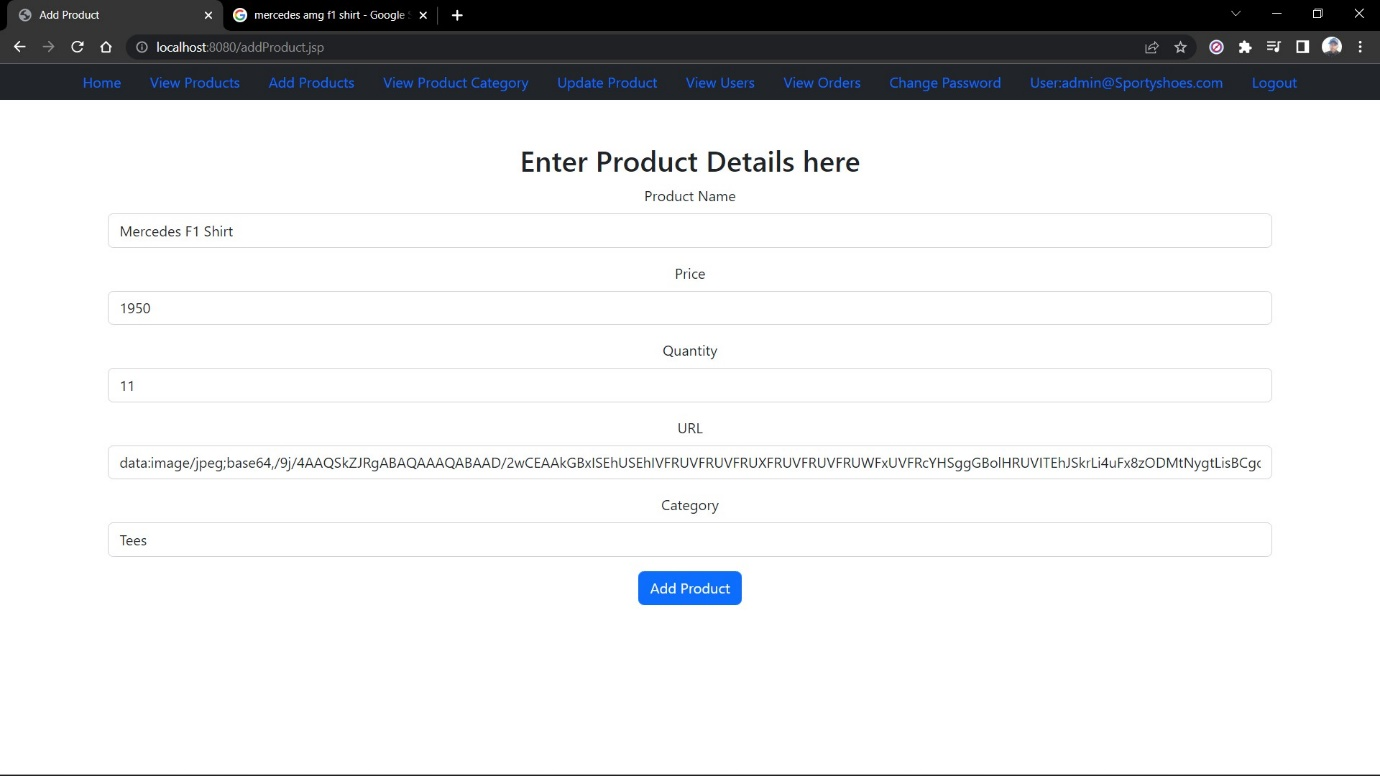 Add Product
mercedes amg f1 shirt - Google
localhost:8080/addProduct.jsp
Home View Products Add Products View Product Category Update Product View Users View Orders Change Password User:admin@Sportyshoes.com Logout
Enter Product Details here
Product Name
Mercedes F1 Shirt
Price
1950
Quantity
11
URL
data:image/jpeg;base64,/9j/4AAQSkZJRgABAQAAAQABAAD/2wCEAAkGBxISEhUSEhIVFRUVFRUVFRUXFRUVFRUVFRUWFxUVFRcYHSggGBolHRUVITEhJSkrLi4uFx8zODMtNygtLisBCgo
Category
Tees
Add Product